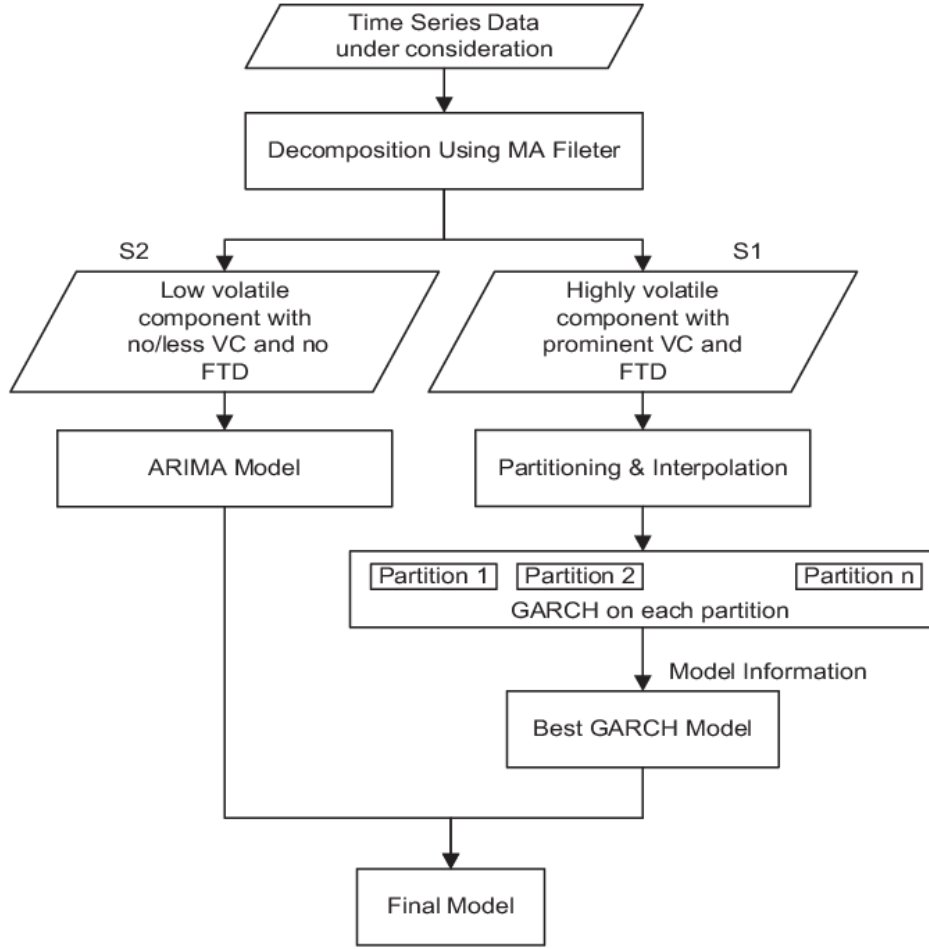 Time Series Data
under consideration
Decomposition Using MA Fileter
S2
S1
Low volatile
component with
no/less VC and no
FTD
Highly volatile
component with
prominent VC and
FTD
ARIMA Model
Partitioning & Interpolation
Partition 1
Partition 2
Partition n
GARCH on each partition
Model Information
Best GARCH Model
Final Model